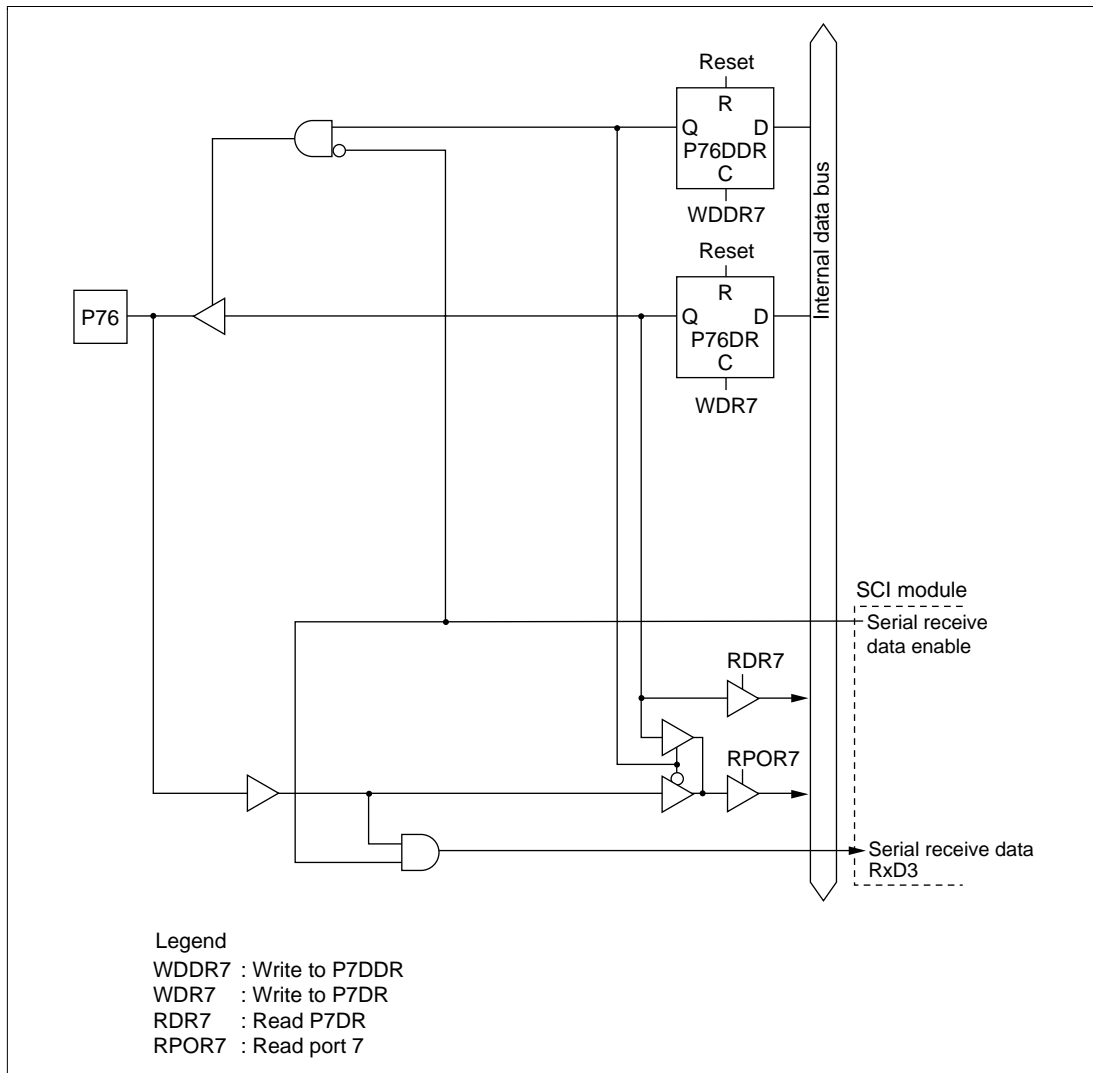 Reset
R
Q D
P76DDR
C
WDDR7
Reset
R
Q D
P76DR
C
WDR7
P76
Internal data bus
SCI module
Serial receive
data enable
RDR7
RPOR7
Serial receive data
RxD3
Legend
WDDR7 : Write to P7DDR
WDR7 : Write to P7DR
RDR7 : Read P7DR
RPOR7 : Read port 7